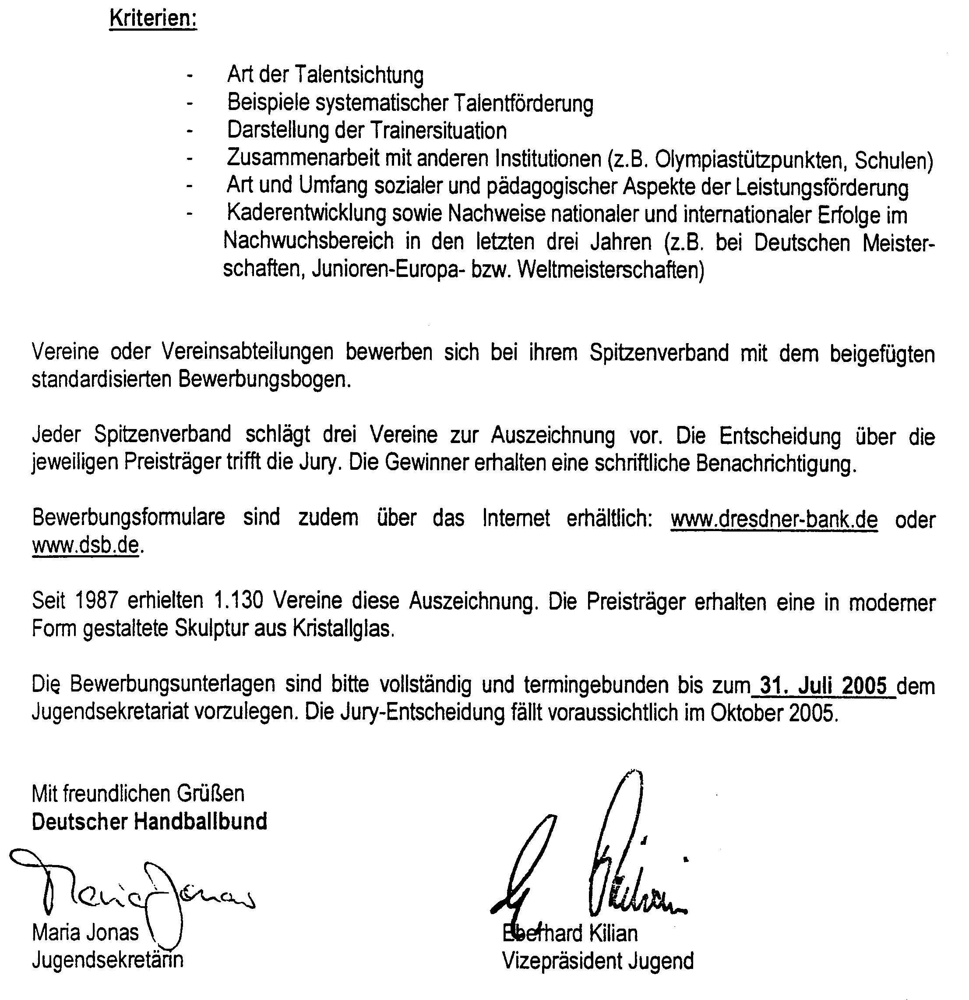 Kriterien:
- Art der Talentsichtung
- Beispiele systematischer Talentförderung
- Darstellung der Trainersituation
- Zusammenarbeit mit anderen Institutionen (z.B. Olympiastützpunkten, Schulen)
- Art und Umfang sozialer und pädagogischer Aspekte der Leistungsförderung
- Kaderentwicklung sowie Nachweise nationaler und internationaler Erfolge im
Nachwuchsbereich in den letzten drei Jahren (z.B. bei Deutschen Meister-
schaften, Junioren-Europa- bzw. Weltmeisterschaften)
Vereine oder Vereinsabteilungen bewerben sich bei ihrem Spitzenverband mit dem beigefügten
standardisierten Bewerbungsbogen.
Jeder Spitzenverband schlägt drei Vereine zur Auszeichnung vor. Die Entscheidung über die
jeweiligen Preisträger trifft die Jury. Die Gewinner erhalten eine schriftliche Benachrichtigung.
Bewerbungsformulare sind zudem über das Internet erhältlich: www.dresdner-bank.de oder
www.dsb.de.
Seit 1987 erhielten 1.130 Vereine diese Auszeichnung. Die Preisträger erhalten eine in moderner
Form gestaltete Skulptur aus Kristallglas.
Die Bewerbungsunterlagen sind bitte vollständig und termingebunden bis zum 31. Juli 2005 dem
Jugendsekretariat vorzulegen. Die Jury-Entscheidung fällt voraussichtlich im Oktober 2005.
Mit freundlichen Grüßen
Deutscher Handballbund
Maria Jonas
Maria Jonas
Jugendsekretärin
Eberhard Kilian
Vizepräsident Jugend